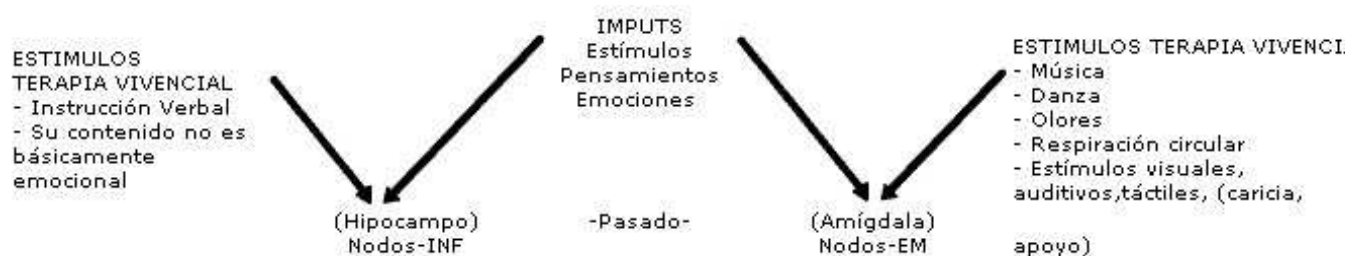 ESTIMULOS
TERAPIA VIVENCIAL
- Instrucción Verbal
- Su contenido no es
básicamente
emocional
IMPUTS
Estímulos
Pensamientos
Emociones
ESTIMULOS TERAPIA VIVENCI
- Música
- Danza
- Olores
- Respiración circular
- Estímulos visuales,
auditivos,táctiles, (caricia,
apoyo)
(Hipocampo)
Nodos-INF
-Pasado-
(Amígdala)
Nodos-EM